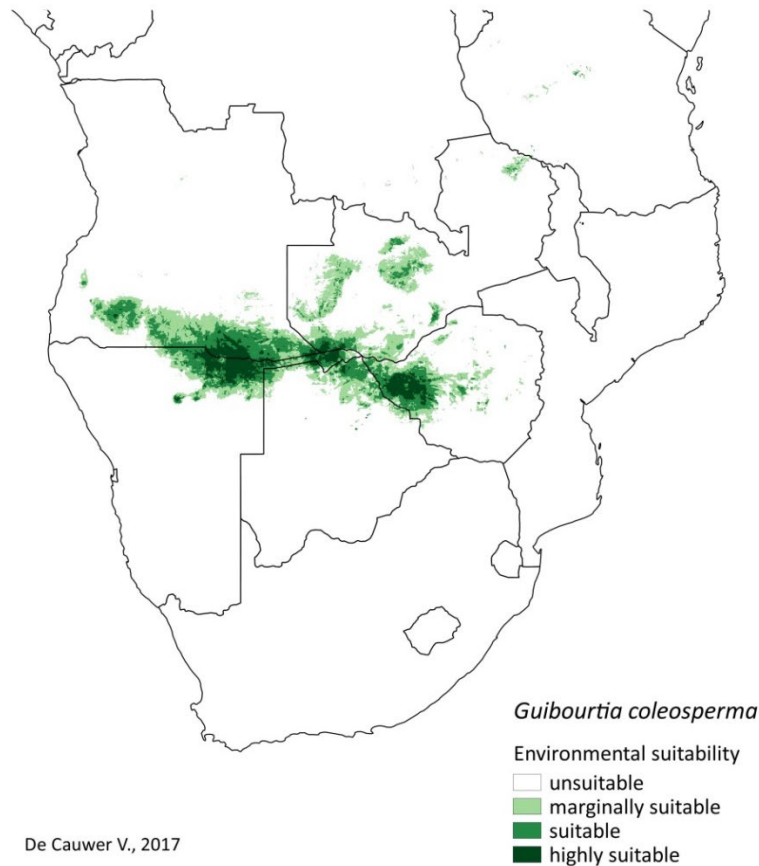 Guibourtia coleosperma
Environmental suitability
unsuitable
marginally suitable
suitable
highly suitable
De Cauwer V., 2017